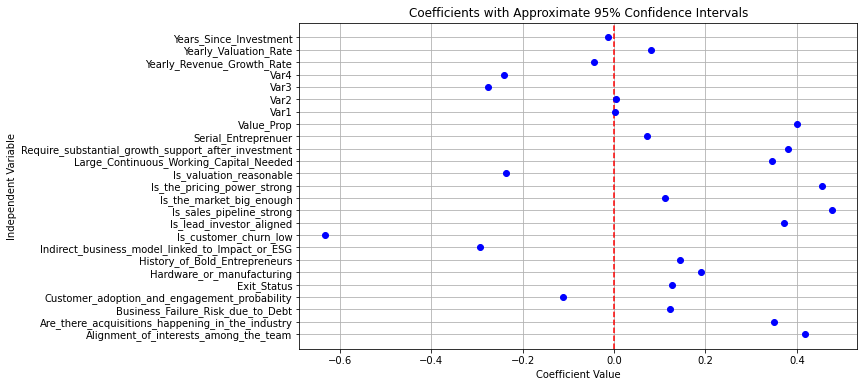 Coefficients with Approximate 95% Confidence Intervals
Independent Variable
Years_Since_Investment
Yearly_Valuation_Rate
Yearly_Revenue_Growth_Rate
Var4
Var3
Var2
Var1
Value_Prop
Serial_Entreprenuer
Require_substantial_growth_support_after_investment
Large_Continuous_Working_Capital_Needed
Is_valuation_reasonable
Is_the_pricing_power_strong
Is_the_market_big_enough
Is_sales_pipeline_strong
Is_lead_investor_aligned
Is_customer_churn_low
Indirect_business_model_linked_to_Impact_or_ESG
History_of_Bold_Entrepreneurs
Hardware_or_manufacturing
Exit_Status
Customer_adoption_and_engagement_probability
Business_Failure_Risk_due_to_Debt
Are_there_acquisitions_happening_in_the_industry
Alignment_of_interests_among_the_team
−0.6 −0.4 −0.2 0.0 0.2 0.4
Coefficient Value